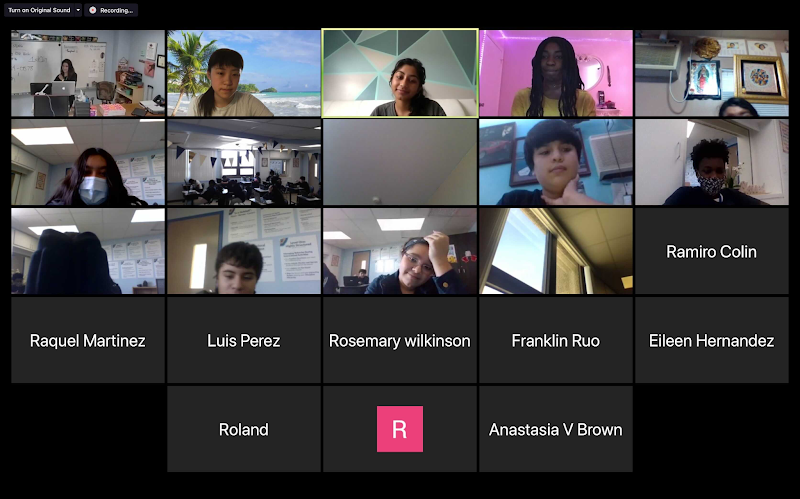 Turn on Original Sound
Recording...
Ramiro Colin
Raquel Martinez
Luis Perez
Rosemary wilkinson
Franklin Ruo
Eileen Hernandez
Roland
R
Anastasia V Brown